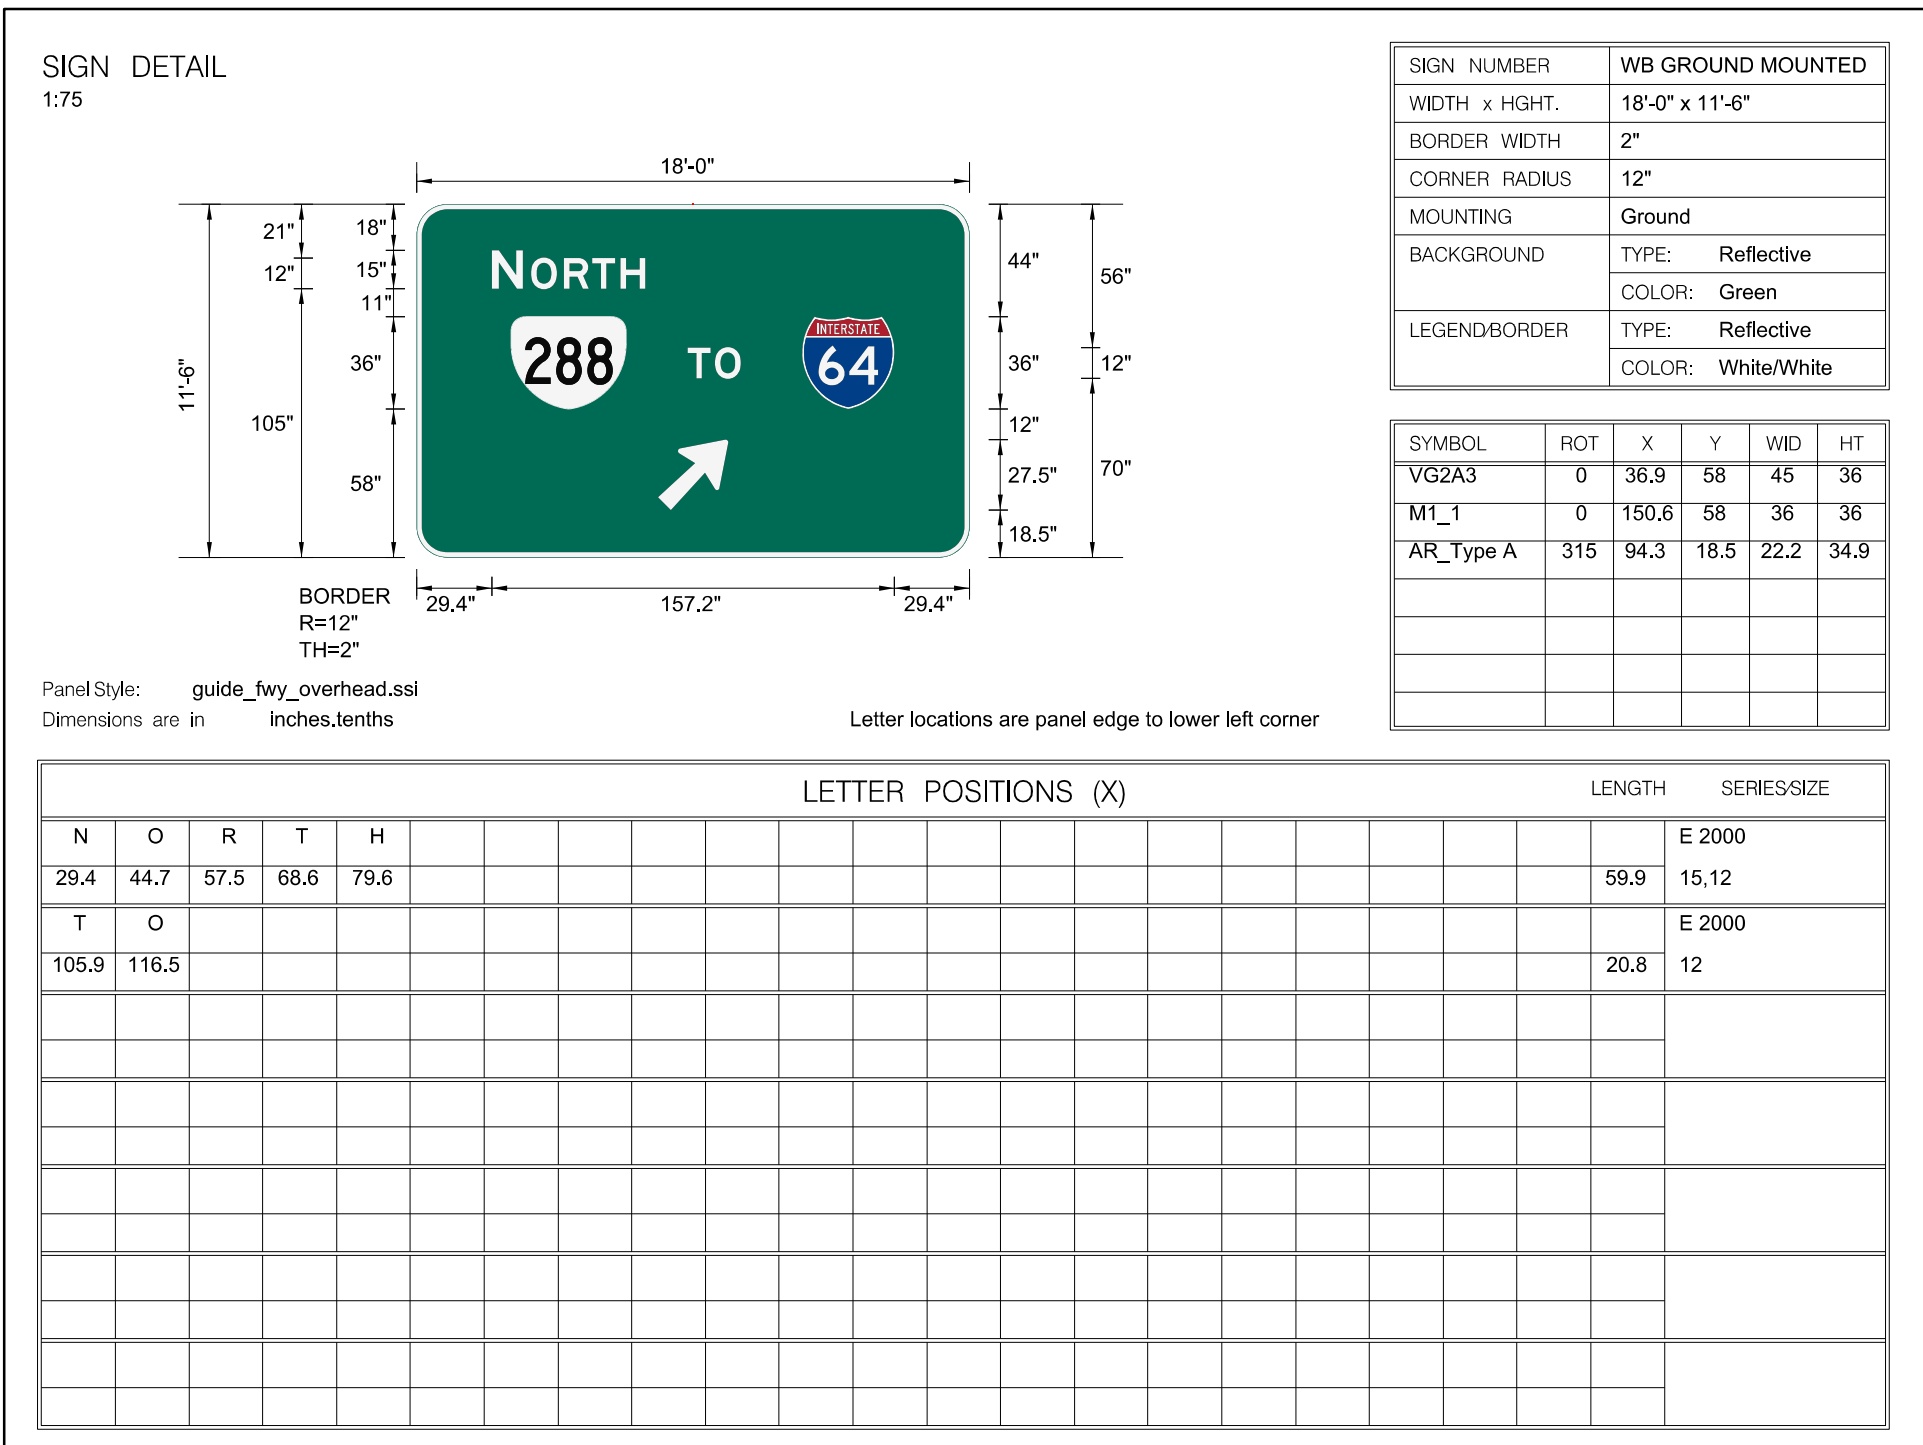 SIGN DETAIL
1:75
SIGN NUMBER WB GROUND MOUNTED
WIDTH x HGHT. 18'-0" x 11'-6"
BORDER WIDTH 2"
CORNER RADIUS 12"
MOUNTING Ground
BACKGROUND TYPE: Reflective
COLOR: Green
LEGEND/BORDER TYPE: Reflective
COLOR: White/White
18'-0"
11'-6"
21"
12"
105"
18"
15"
11"
36"
58"
NORTH
288 TO INTERSTATE 64
44"
36"
12"
27.5"
18.5"
56"
12"
70"
29.4" 157.2" 29.4"
BORDER
R=12"
TH=2"
SYMBOL ROT X Y WID HT
VG2A3 0 36.9 58 45 36
M1_1 0 150.6 58 36 36
AR_Type A 315 94.3 18.5 22.2 34.9
Panel Style: guide_fwy_overhead.ssi
Dimensions are in inches.tenths
Letter locations are panel edge to lower left corner
LETTER POSITIONS (X) LENGTH SERIES/SIZE
N O R T H E 2000
29.4 44.7 57.5 68.6 79.6 59.9 15,12
T O E 2000
105.9 116.5 20.8 12